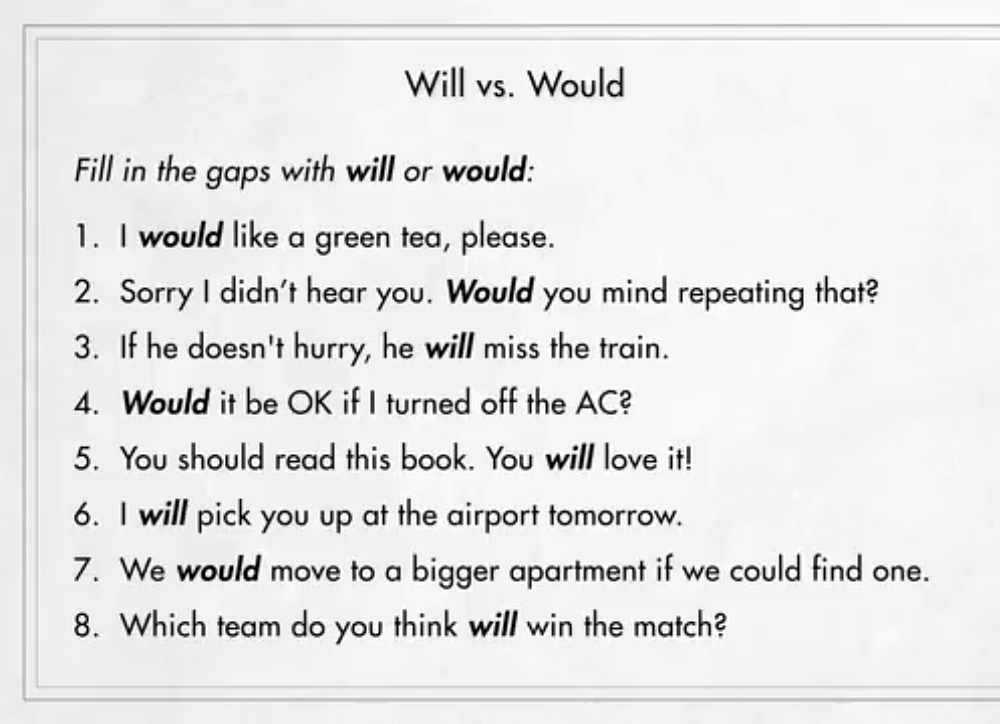 Will vs. Would
Fill in the gaps with will or would:
1. I would like a green tea, please.
2. Sorry I didn’t hear you. Would you mind repeating that?
3. If he doesn't hurry, he will miss the train.
4. Would it be OK if I turned off the AC?
5. You should read this book. You will love it!
6. I will pick you up at the airport tomorrow.
7. We would move to a bigger apartment if we could find one.
8. Which team do you think will win the match?